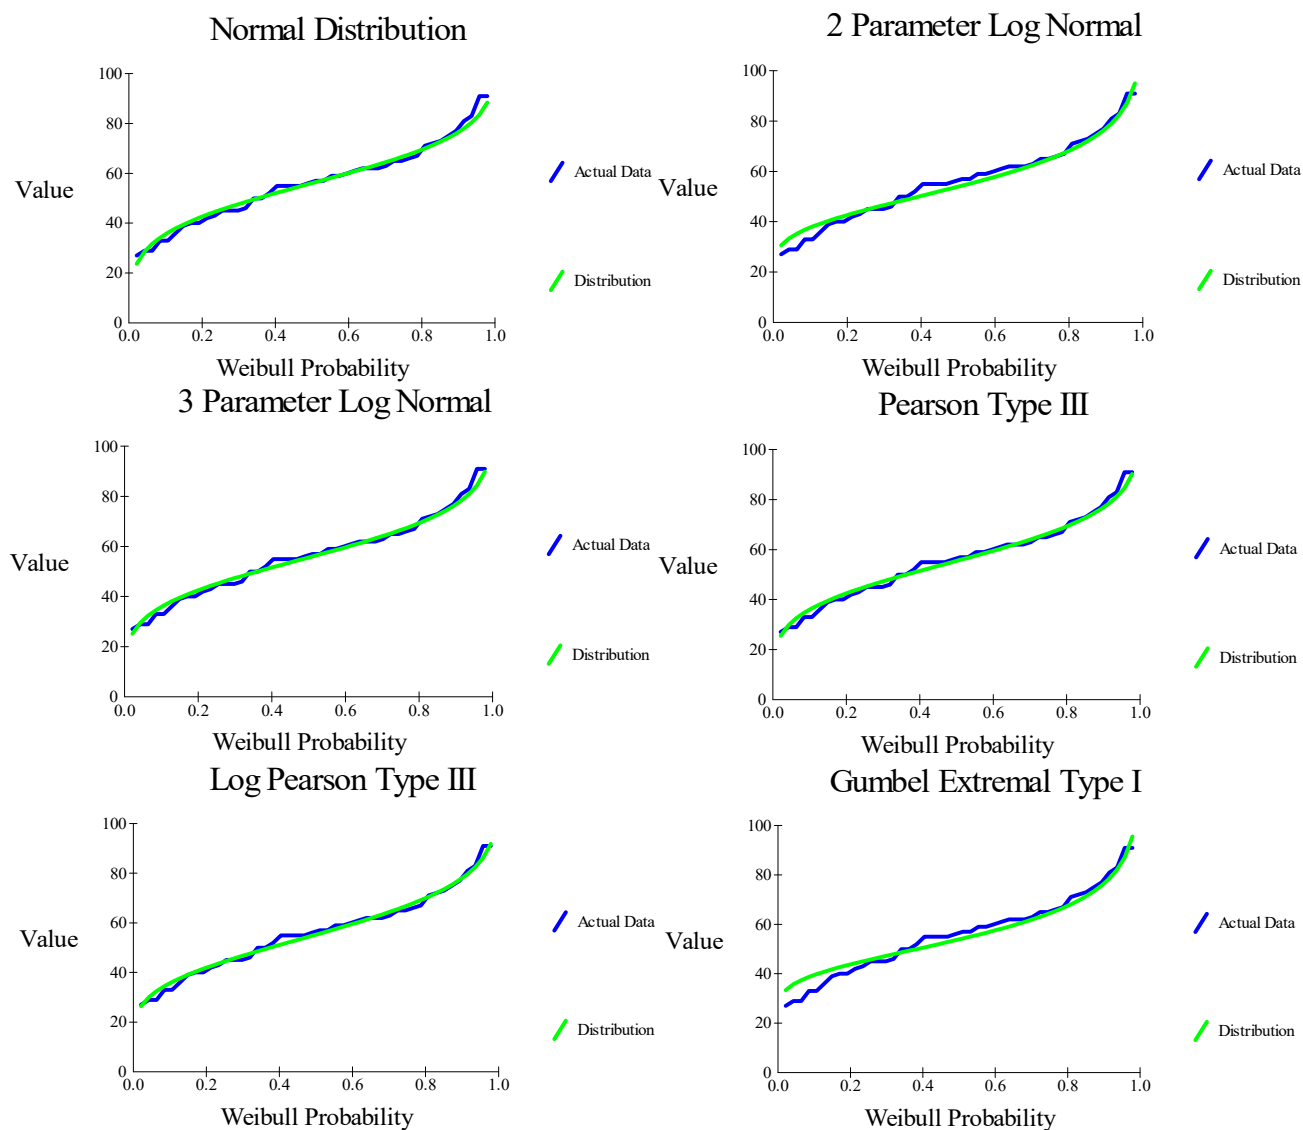 Normal Distribution
100
80
60
40
20
0
0.0 0.2 0.4 0.6 0.8 1.0
Value
Weibull Probability
Actual Data
Distribution
2 Parameter Log Normal
100
80
60
40
20
0
0.0 0.2 0.4 0.6 0.8 1.0
Value
Weibull Probability
Actual Data
Distribution
3 Parameter Log Normal
100
80
60
40
20
0
0.0 0.2 0.4 0.6 0.8 1.0
Value
Weibull Probability
Actual Data
Distribution
Pearson Type III
100
80
60
40
20
0
0.0 0.2 0.4 0.6 0.8 1.0
Value
Weibull Probability
Actual Data
Distribution
Log Pearson Type III
100
80
60
40
20
0
0.0 0.2 0.4 0.6 0.8 1.0
Value
Weibull Probability
Actual Data
Distribution
Gumbel Extremal Type I
100
80
60
40
20
0
0.0 0.2 0.4 0.6 0.8 1.0
Value
Weibull Probability
Actual Data
Distribution